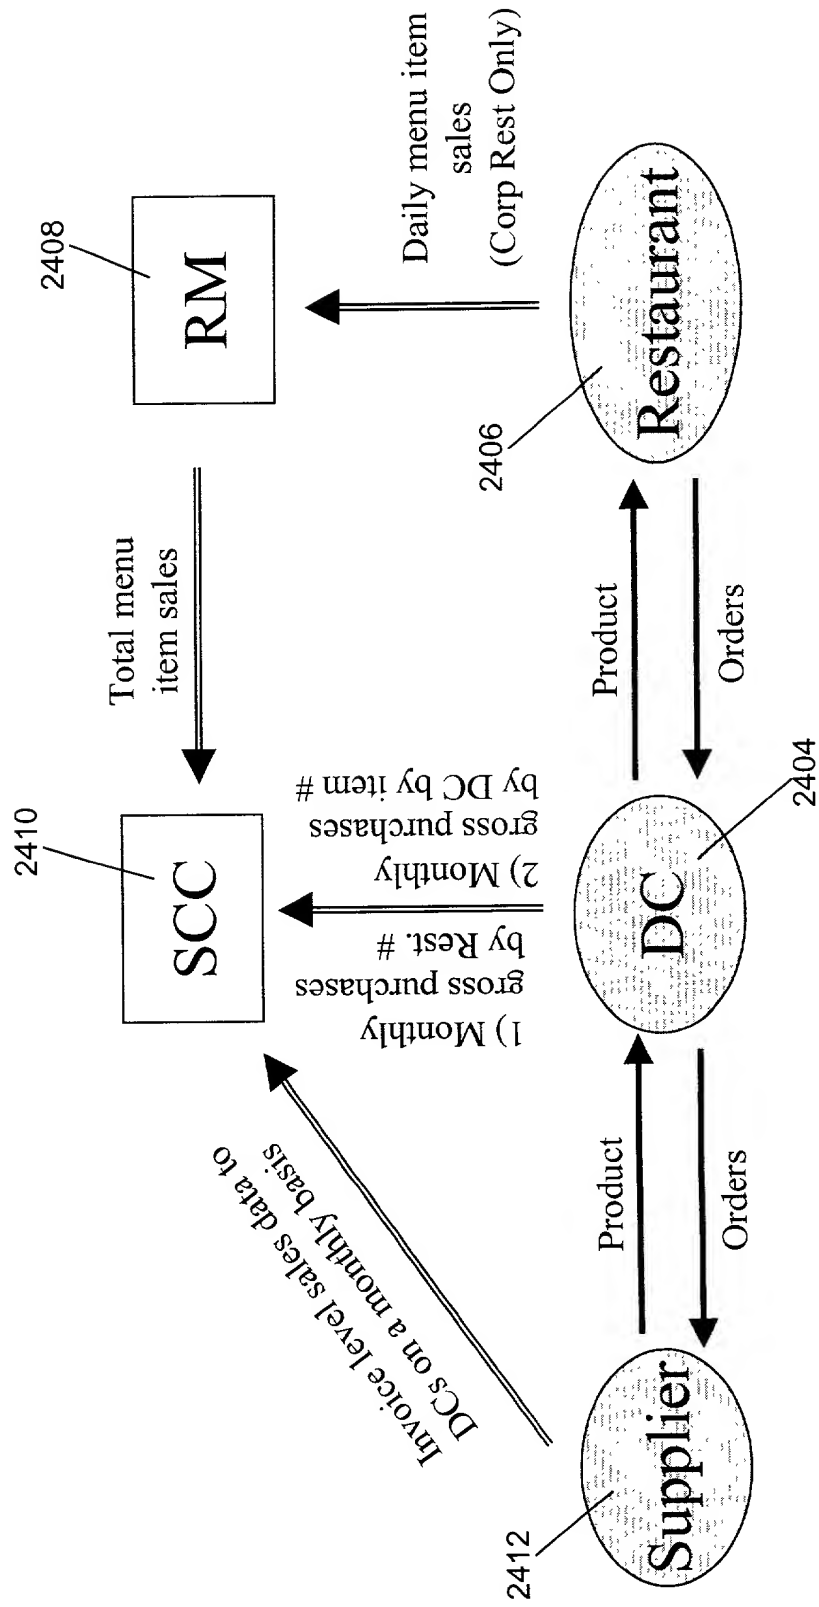 2410
SCC
Total menu
item sales
2408
RM
Invoice level sales data to
DCs on a monthly basis
1) Monthly
gross purchases
by Rest. #
2) Monthly
gross purchases
by DC by item #
Daily menu item
sales
(Corp Rest Only)
2412
Supplier
Product
Orders
DC
2404
Product
Orders
2406
Restaurant